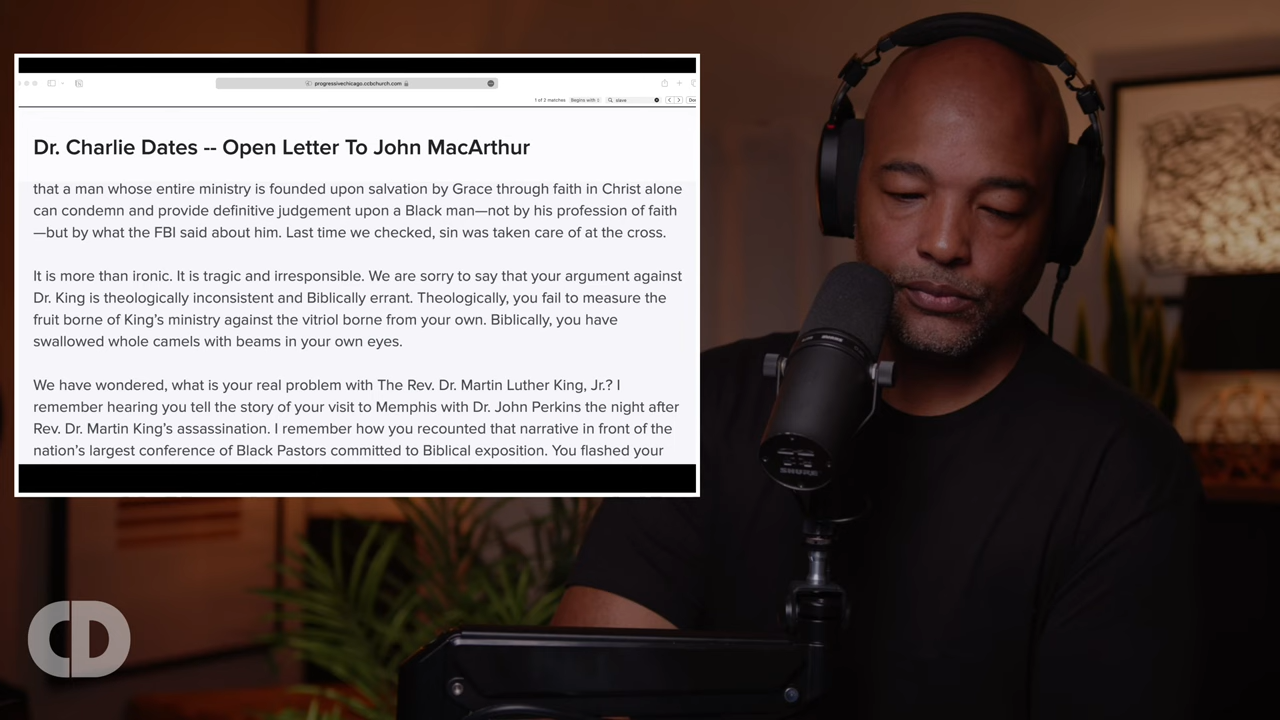 progressivechicago.ccbchurch.com
1 of 2 matches Begins with slave
Dr. Charlie Dates -- Open Letter To John MacArthur
that a man whose entire ministry is founded upon salvation by Grace through faith in Christ alone
can condemn and provide definitive judgement upon a Black man—not by his profession of faith
—but by what the FBI said about him. Last time we checked, sin was taken care of at the cross.
It is more than ironic. It is tragic and irresponsible. We are sorry to say that your argument against
Dr. King is theologically inconsistent and Biblically errant. Theologically, you fail to measure the
fruit borne of King’s ministry against the vitriol borne from your own. Biblically, you have
swallowed whole camels with beams in your own eyes.
We have wondered, what is your real problem with The Rev. Dr. Martin Luther King, Jr.? I
remember hearing you tell the story of your visit to Memphis with Dr. John Perkins the night after
Rev. Dr. Martin King’s assassination. I remember how you recounted that narrative in front of the
nation’s largest conference of Black Pastors committed to Biblical exposition. You flashed your
SHURE
CD